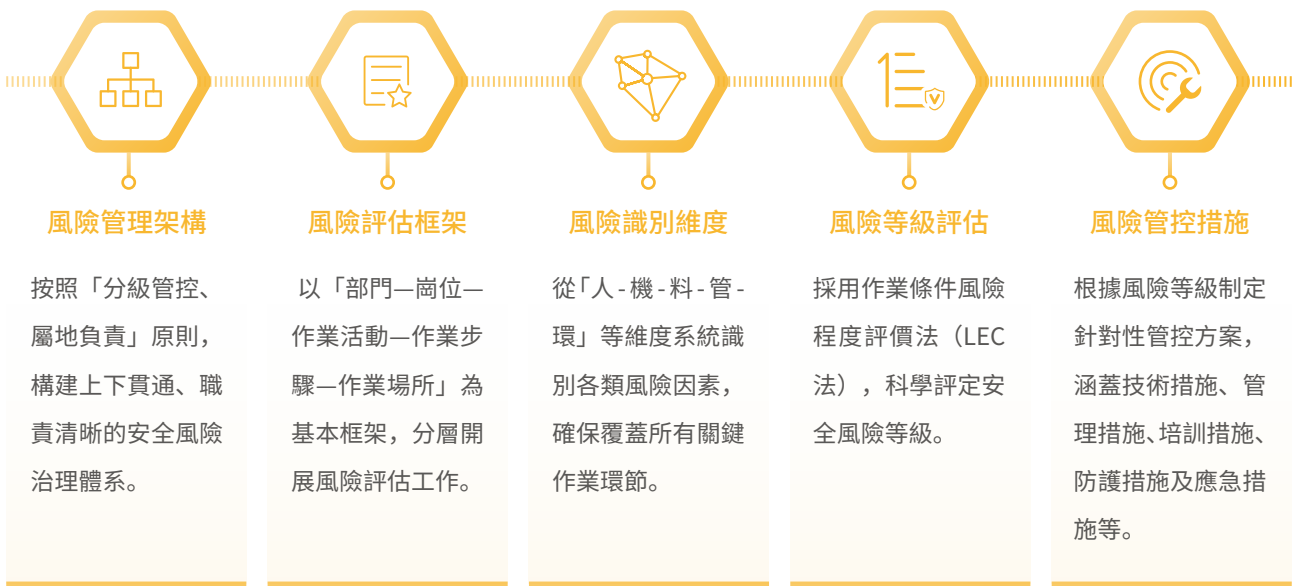 風險管理架構
按照「分級管控、
屬地負責」原則，
構建上下貫通、職
責清晰的安全風險
治理體系。
風險評估框架
以「部門—崗位—
作業活動—作業步
驟—作業場所」為
基本框架，分層開
展風險評估工作。
風險識別維度
從「人-機-料-管-
環」等維度系統識
別各類風險因素，
確保覆蓋所有關鍵
作業環節。
風險等級評估
採用作業條件風險
程度評價法（LEC
法），科學評定安
全風險等級。
風險管控措施
根據風險等級制定
針對性管控方案，
涵蓋技術措施、管
理措施、培訓措施、
防護措施及應急措
施等。